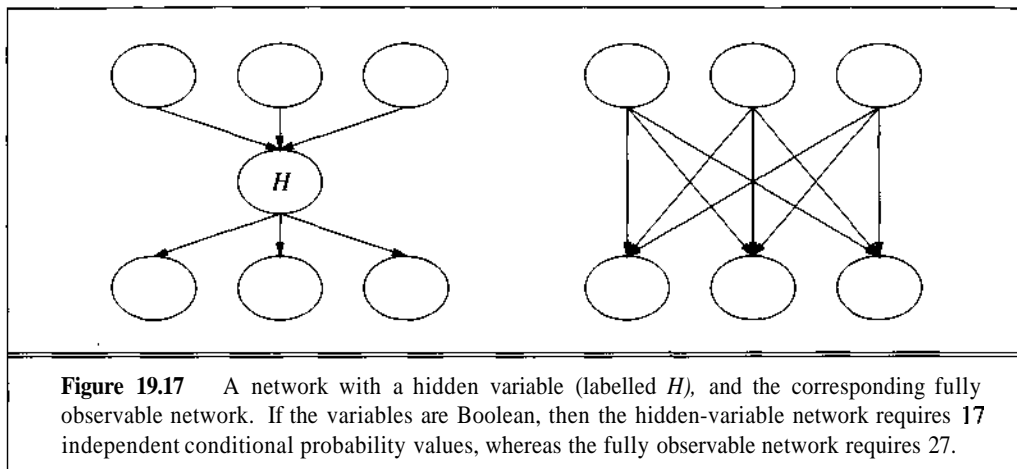 H
Figure 19.17 A network with a hidden variable (labelled H), and the corresponding fully
observable network. If the variables are Boolean, then the hidden-variable network requires 17
independent conditional probability values, whereas the fully observable network requires 27.